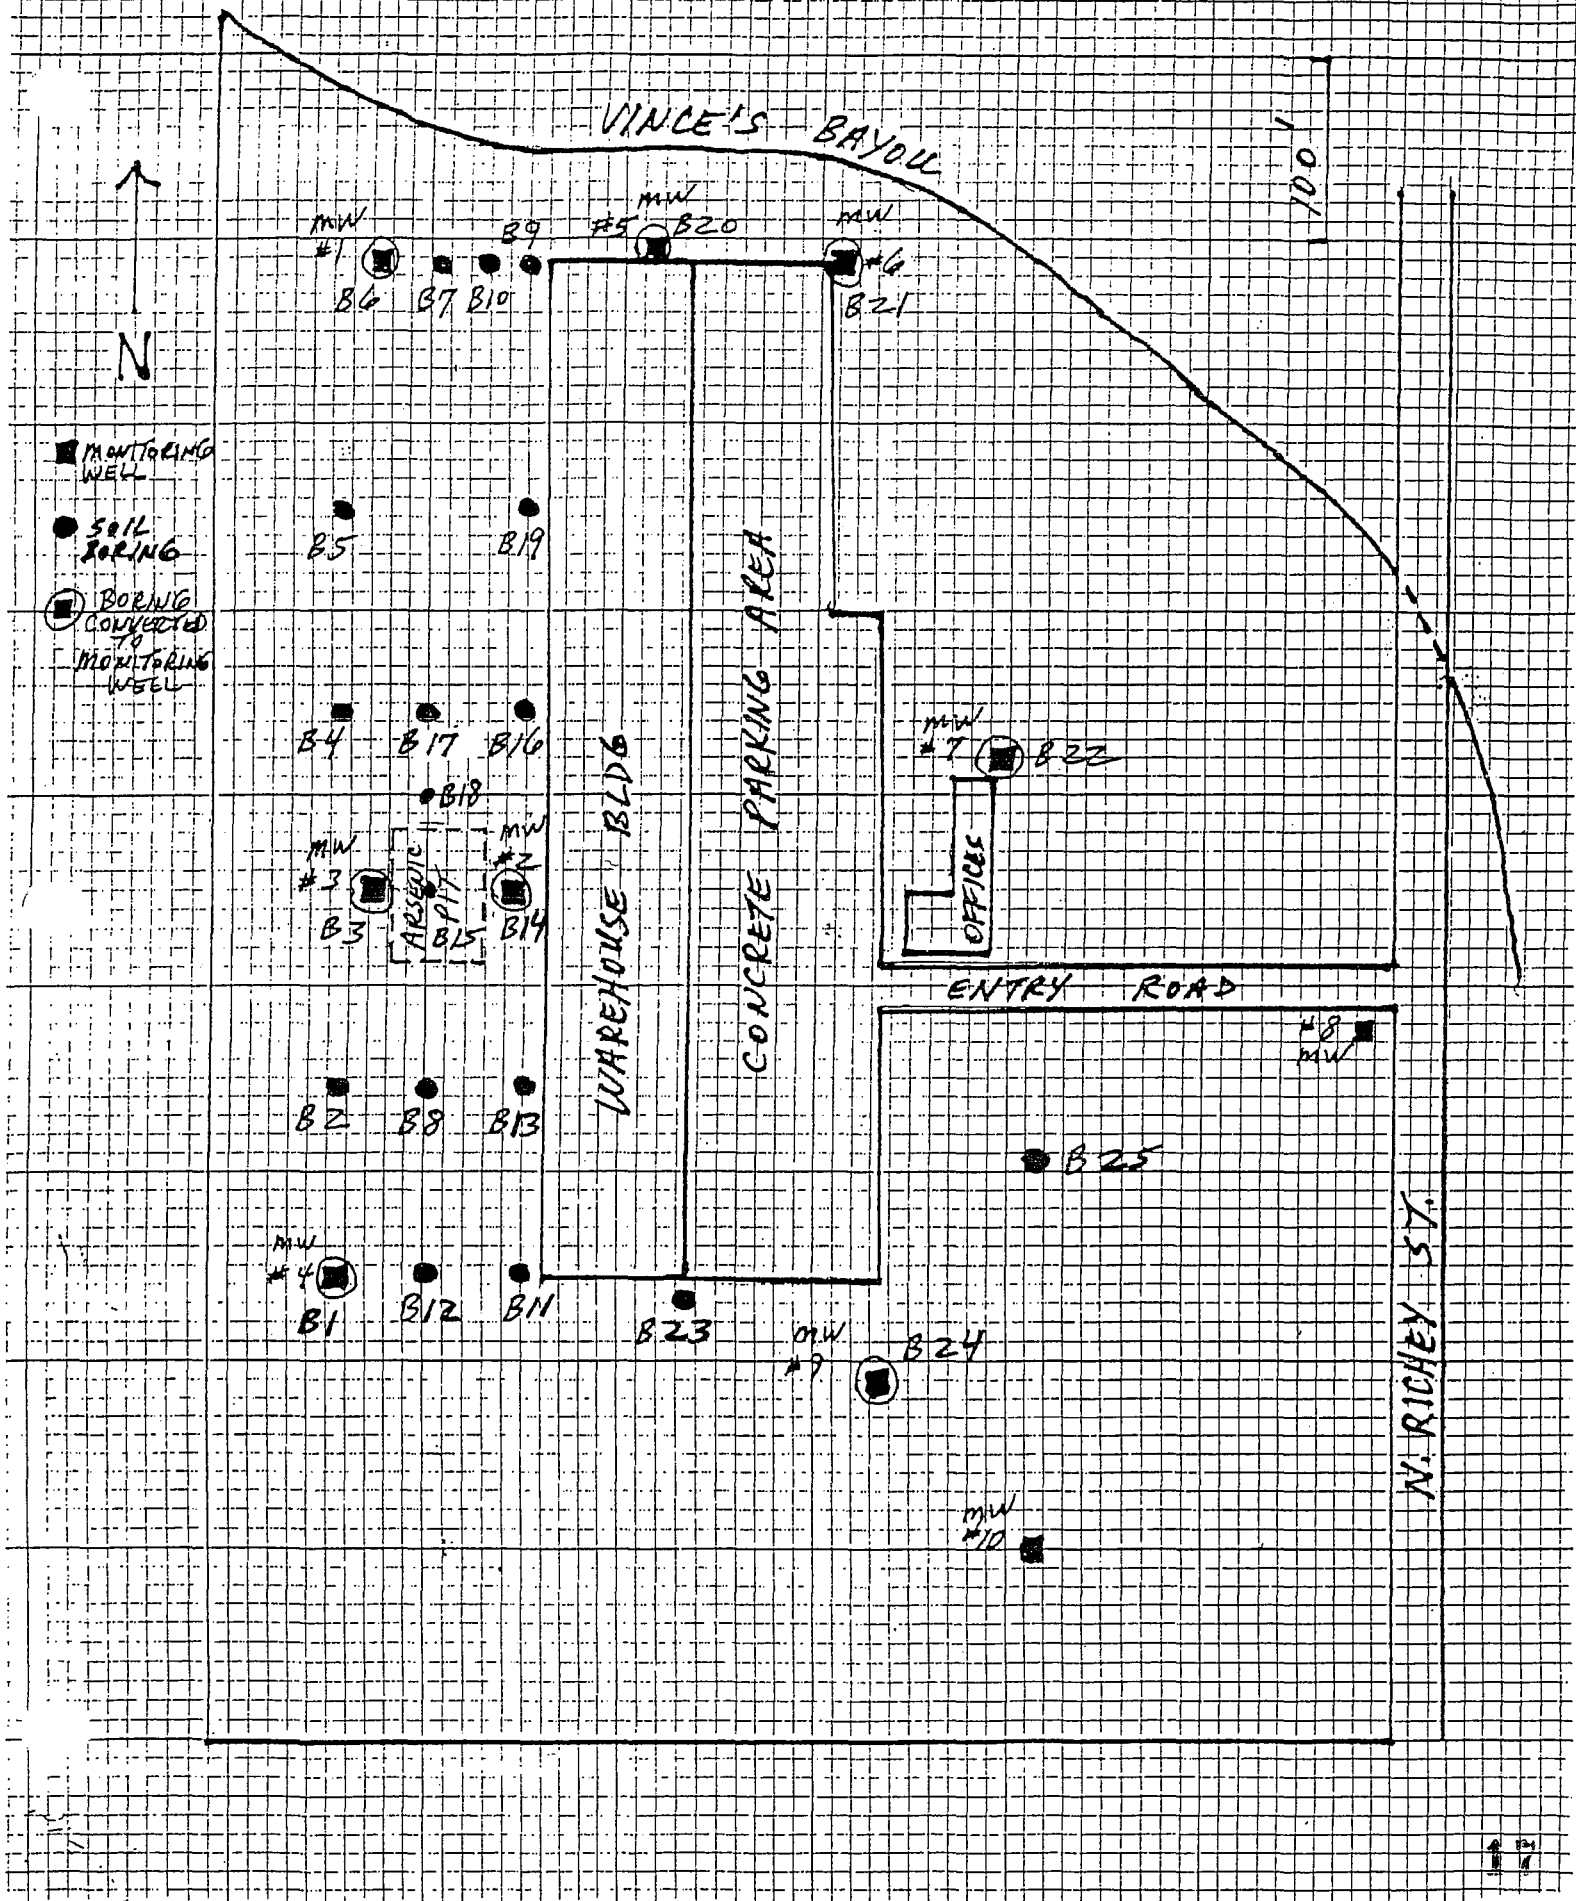 VINCE'S BAYOU
100'
N
MW
#1
B6
B7
B10
B9
#5
MW
B20
MW
#6
B21
MONITORING
WELL
SOIL
BORING
BORING
CONVERTED
TO
MONITORING
WELL
B5
B19
B4
B17
B16
B18
MW
#3
B3
ARSENIC
PIT
B15
MW
#2
B14
WAREHOUSE BLDG
CONCRETE PARKING AREA
MW
#7
B22
OFFICES
ENTRY ROAD
#8
MW
B2
B8
B13
B25
MW
#4
B1
B12
B11
B23
MW
#9
B24
MW
#10
N. RICHEY ST.
17